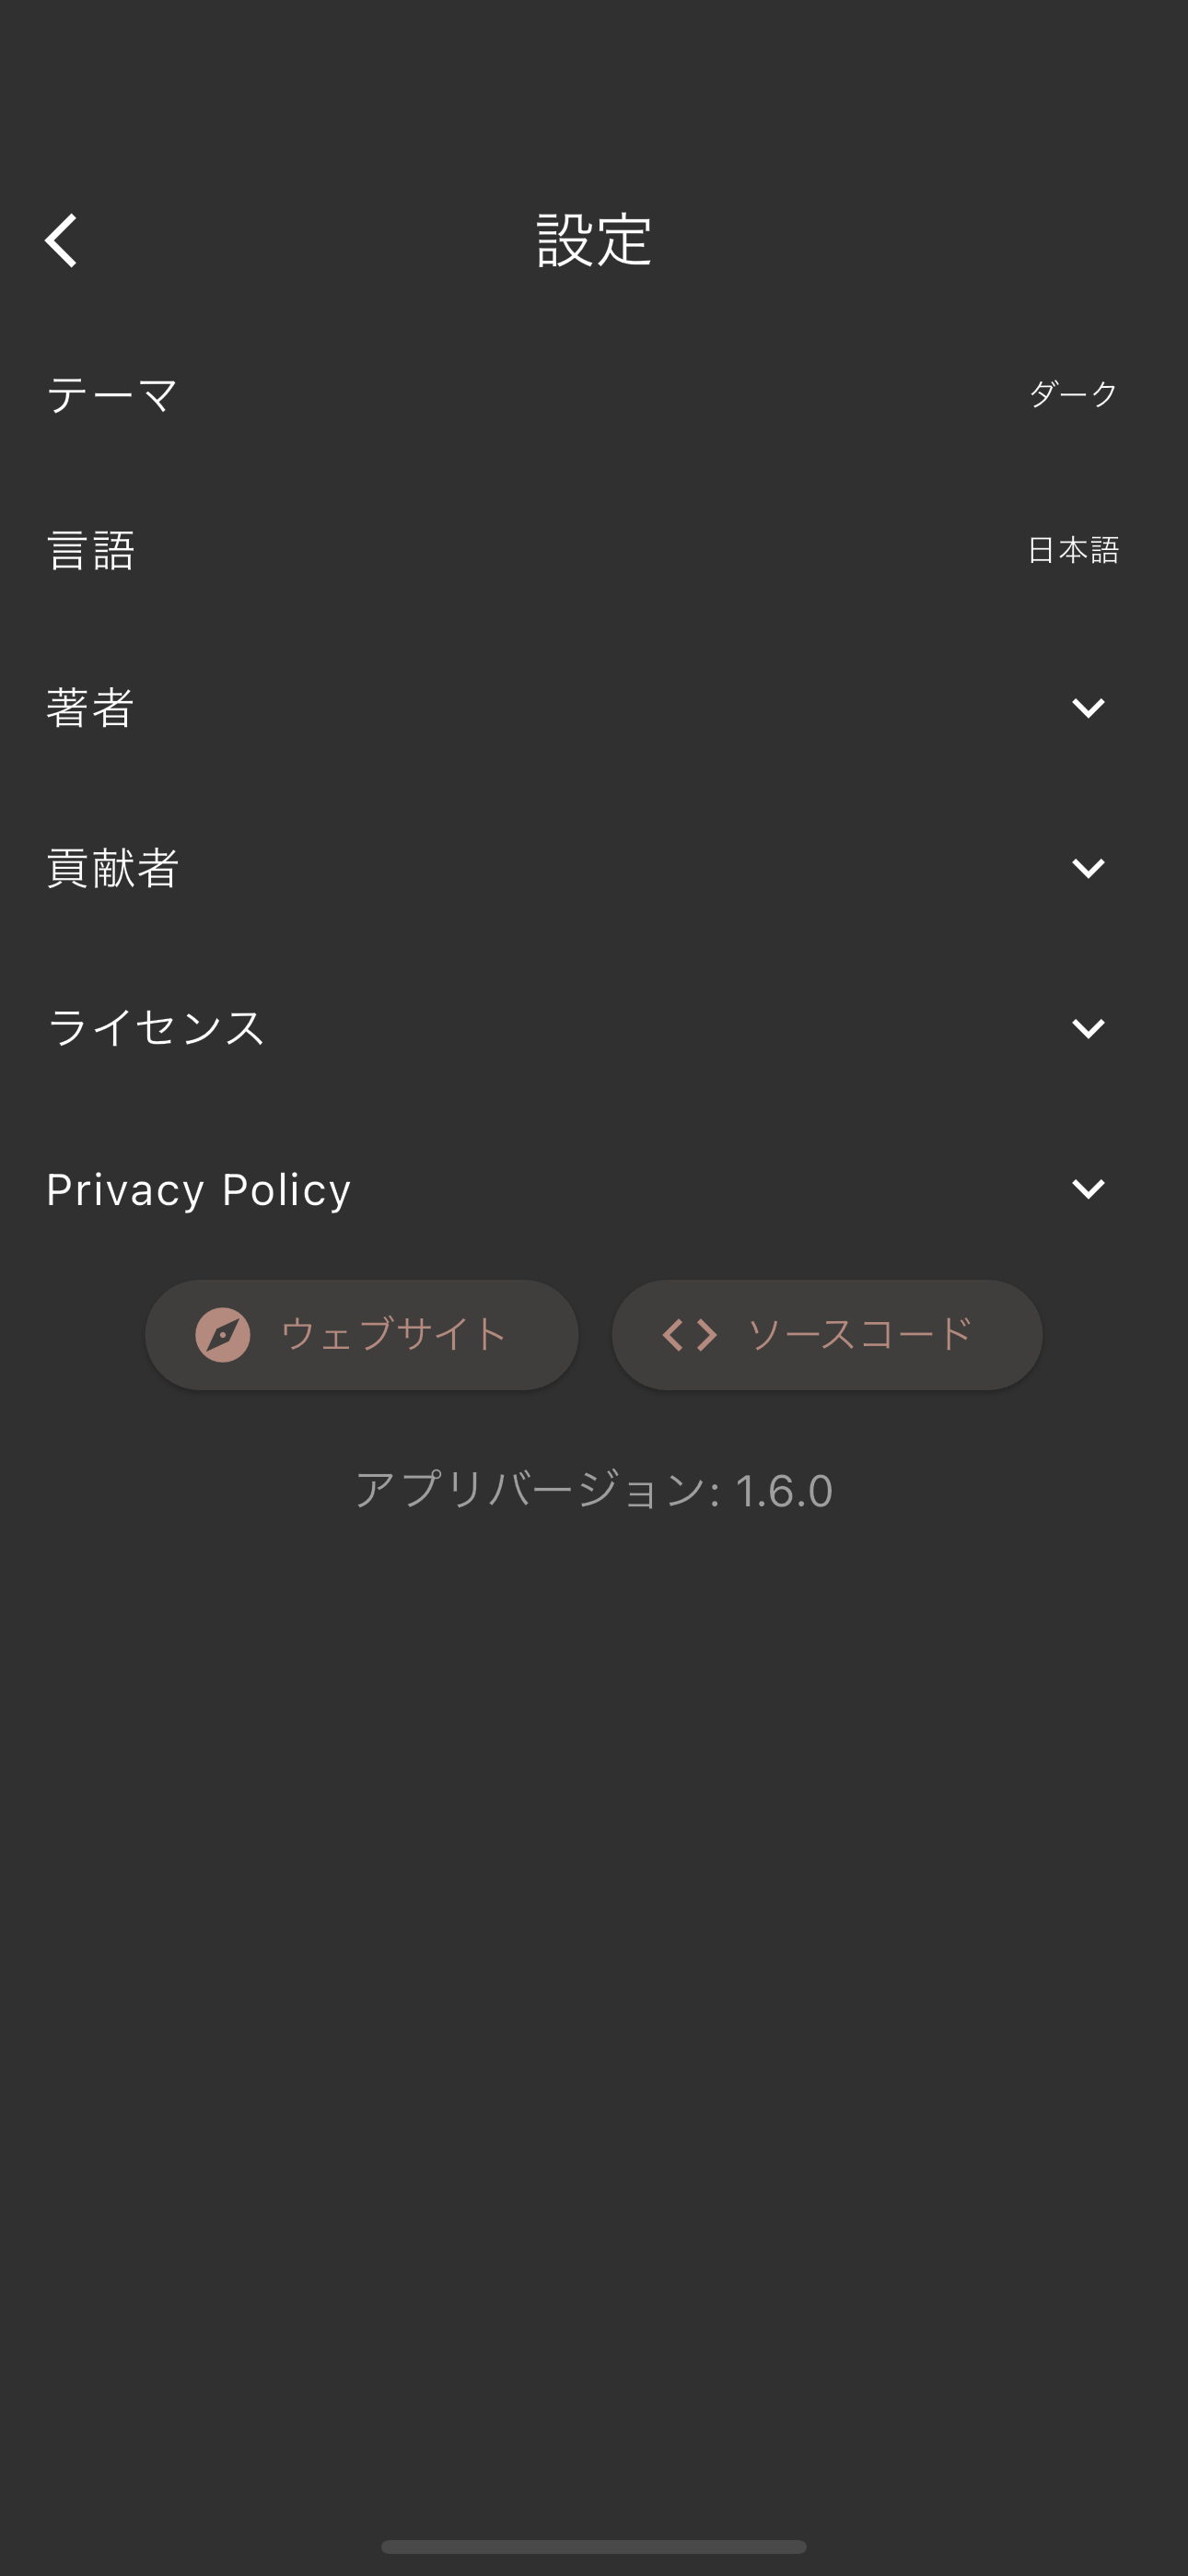 設定
テーマ ダーク
言語 日本語
著者
貢献者
ライセンス
Privacy Policy
ウェブサイト ソースコード
アプリバージョン: 1.6.0